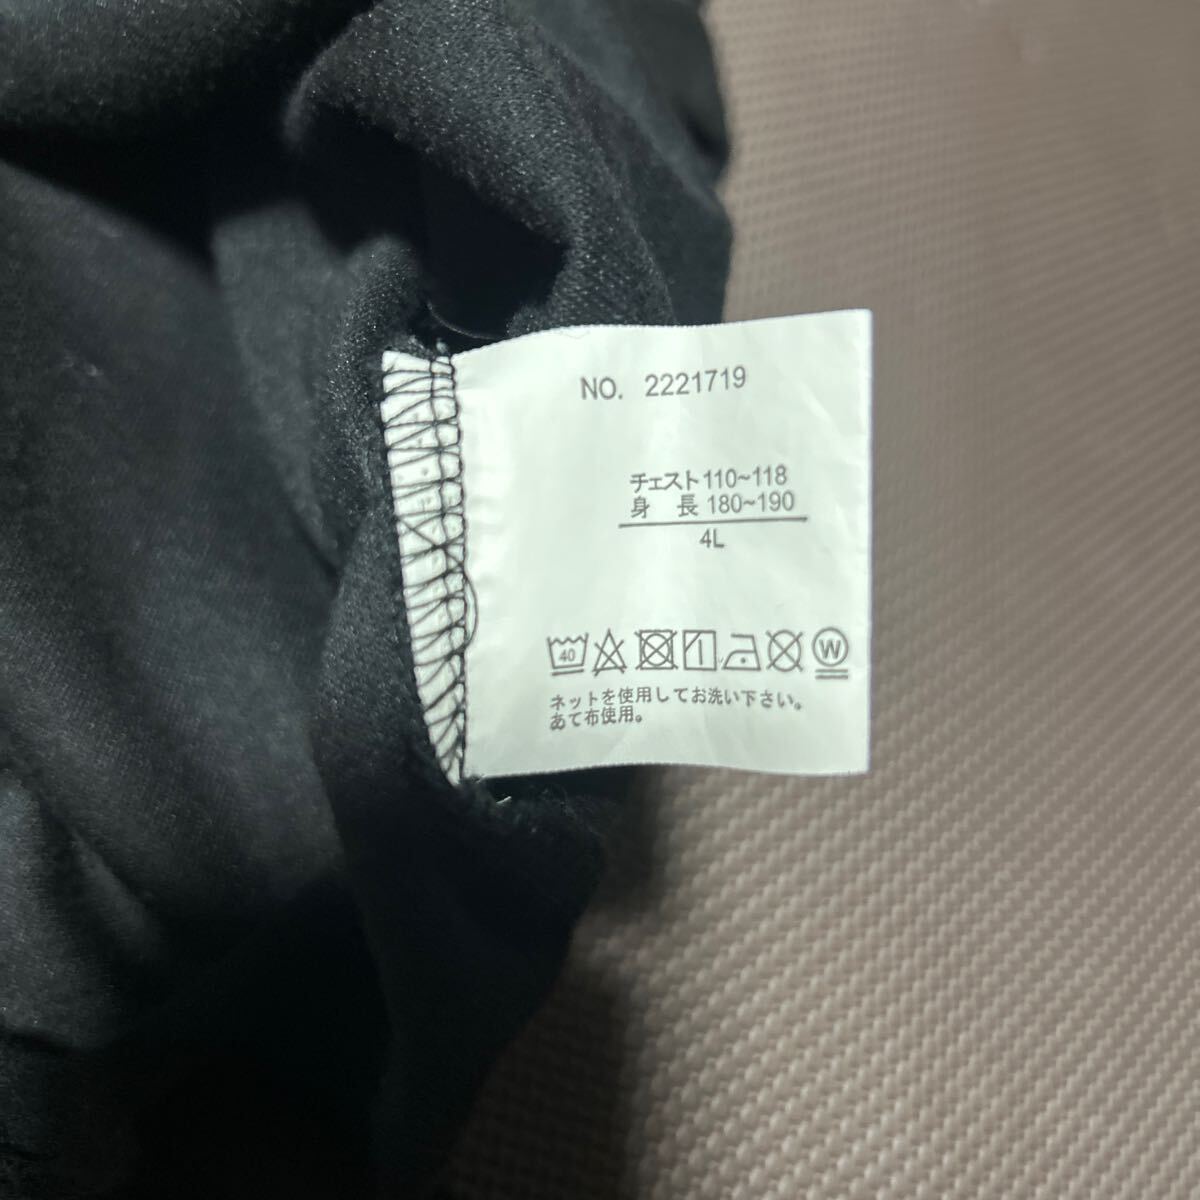 NO. 2221719
チェスト110~118
身 長 180~190
4L
40
W
ネットを使用してお洗い下さい。
あて布使用。